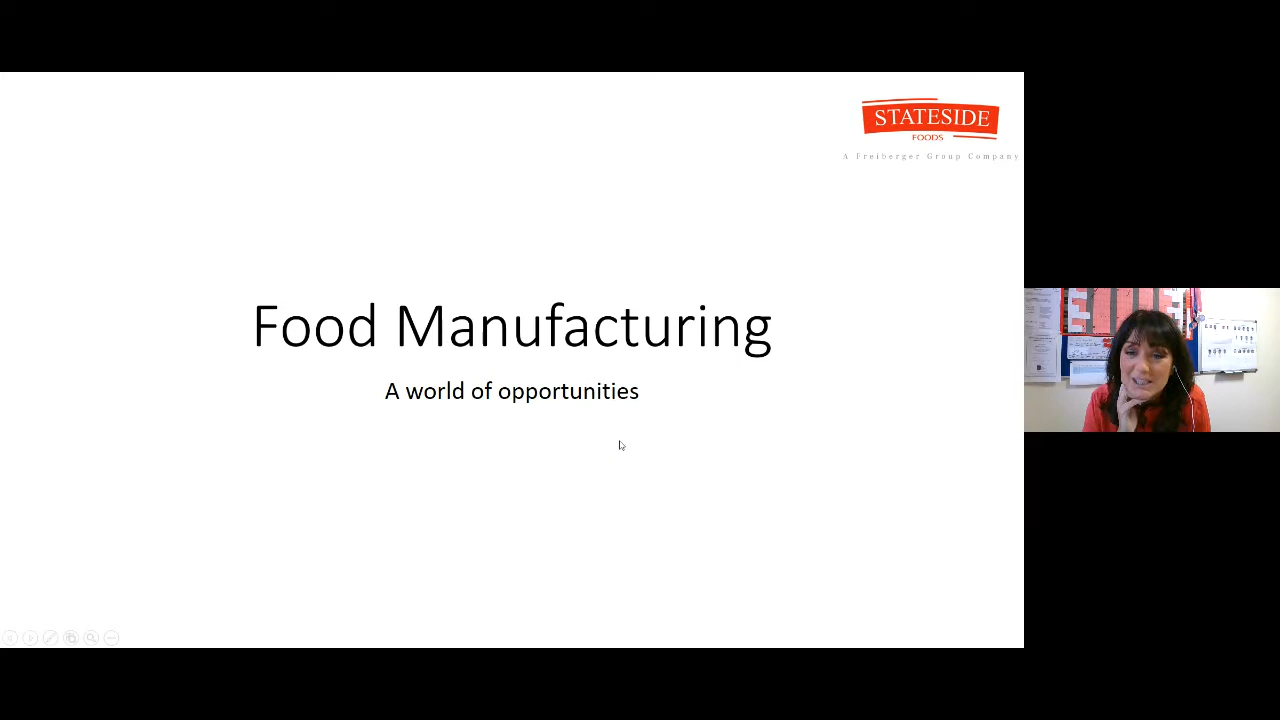 STATESIDE
FOODS
A Freiberger Group Company
Food Manufacturing
A world of opportunities